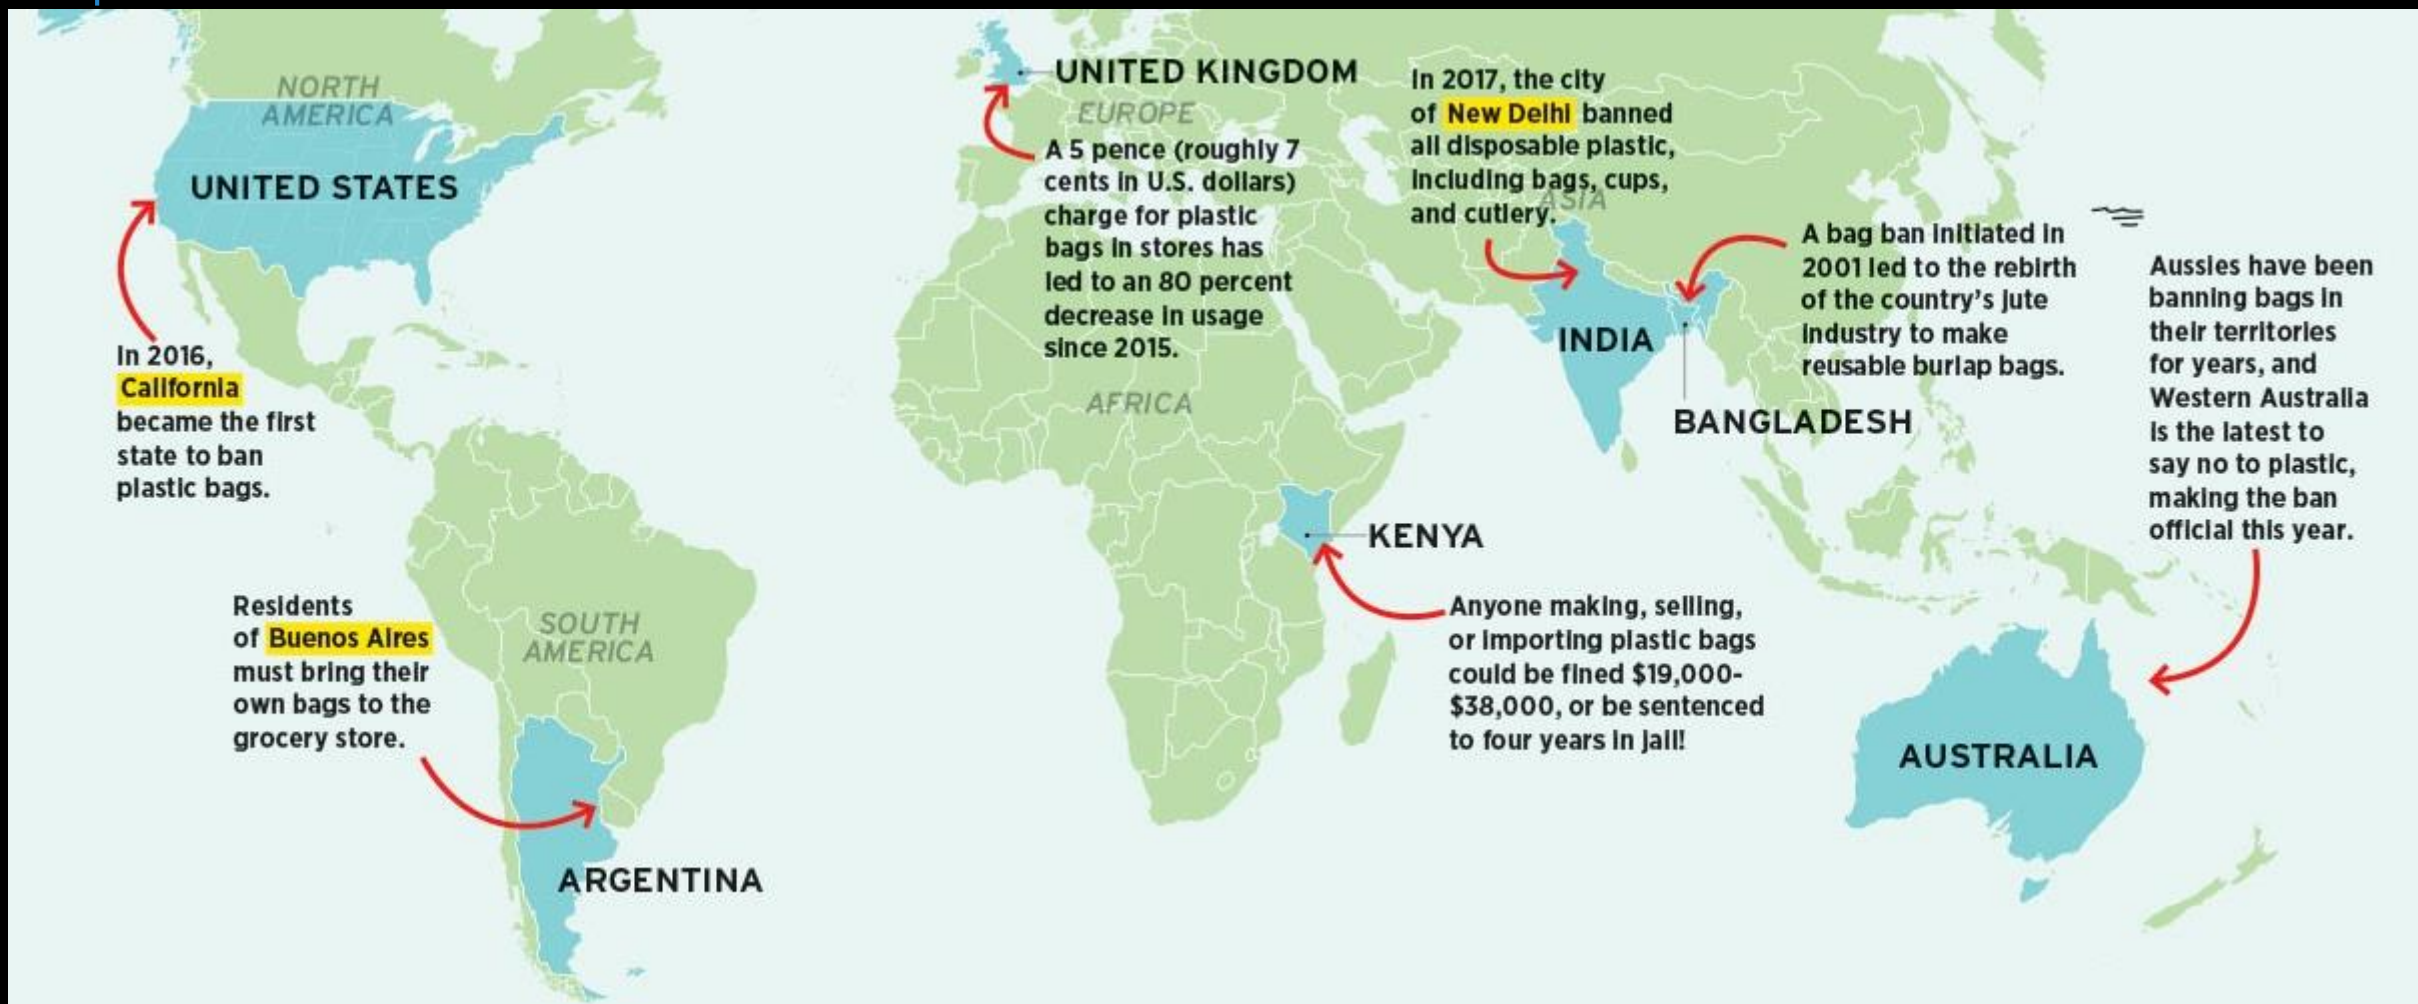 NORTH
AMERICA
UNITED STATES
In 2016,
California
became the first
state to ban
plastic bags.
Residents
of Buenos Aires
must bring their
own bags to the
grocery store.
SOUTH
AMERICA
ARGENTINA
UNITED KINGDOM
EUROPE
A 5 pence (roughly 7
cents in U.S. dollars)
charge for plastic
bags in stores has
led to an 80 percent
decrease in usage
since 2015.
AFRICA
In 2017, the city
of New Delhi banned
all disposable plastic,
including bags, cups,
and cutlery.
ASIA
INDIA
A bag ban initiated in
2001 led to the rebirth
of the country's jute
industry to make
reusable burlap bags.
BANGLADESH
KENYA
Anyone making, selling,
or importing plastic bags
could be fined $19,000-
$38,000, or be sentenced
to four years in jail!
Aussies have been
banning bags in
their territories
for years, and
Western Australia
is the latest to
say no to plastic,
making the ban
official this year.
AUSTRALIA